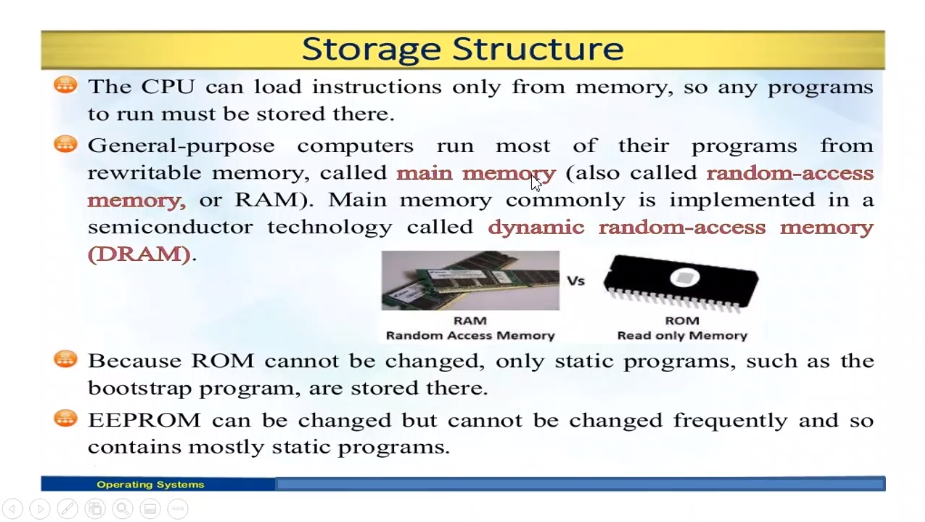 Storage Structure
The CPU can load instructions only from memory, so any programs
to run must be stored there.
General-purpose computers run most of their programs from
rewritable memory, called main memory (also called random-access
memory, or RAM). Main memory commonly is implemented in a
semiconductor technology called dynamic random-access memory
(DRAM).
Vs
RAM
Random Access Memory
ROM
Read only Memory
Because ROM cannot be changed, only static programs, such as the
bootstrap program, are stored there.
EEPROM can be changed but cannot be changed frequently and so
contains mostly static programs.
Operating Systems